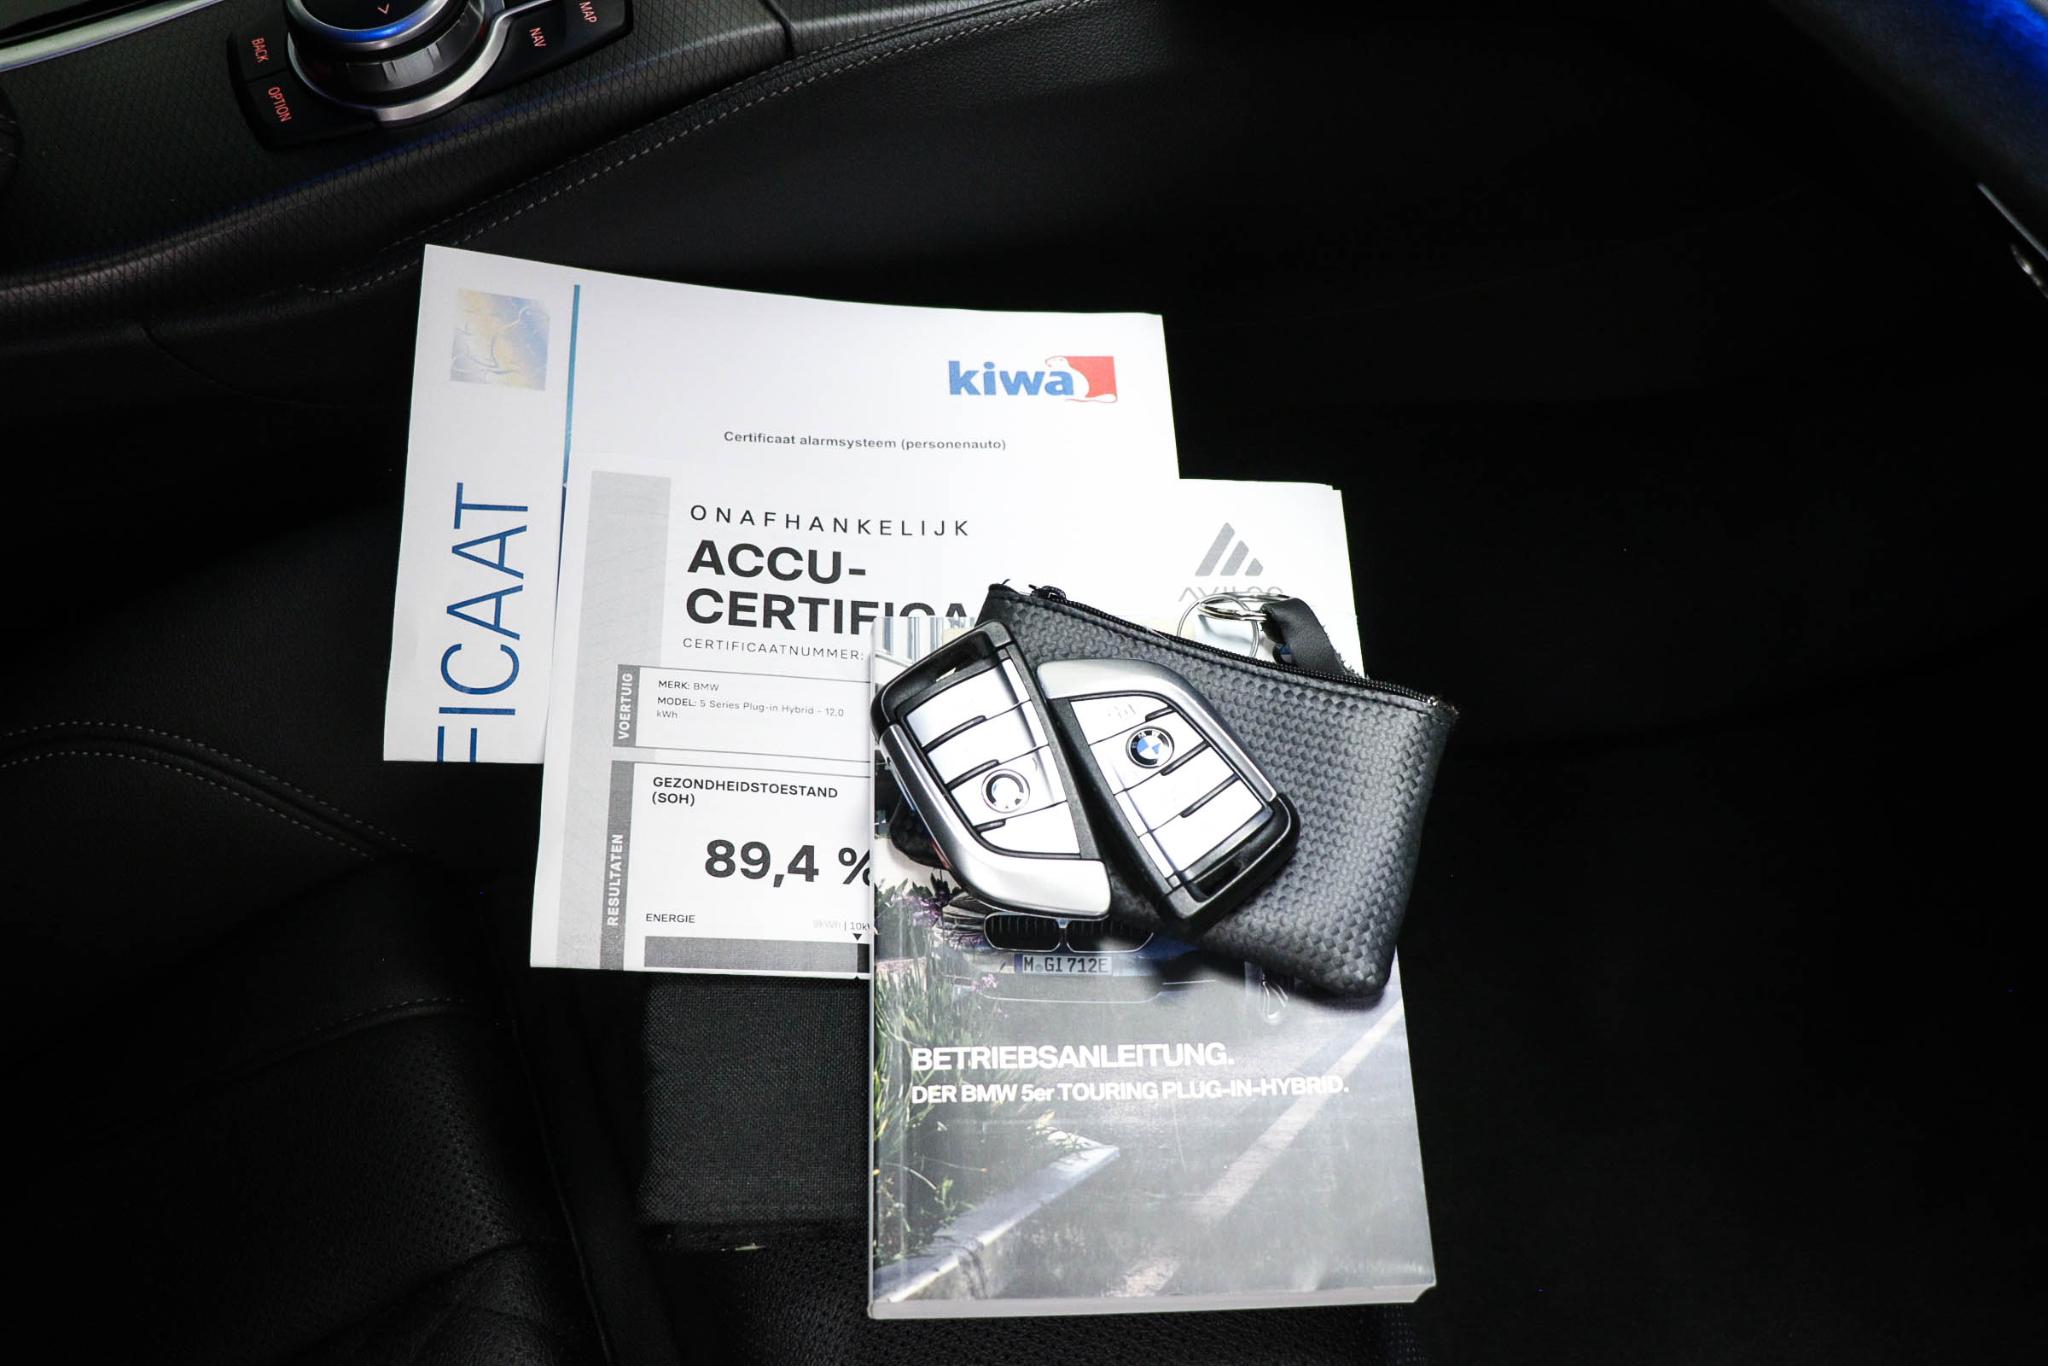 BACK
OPTION
NAV
MAP
kiwa
Certificaat alarmsysteem (personenauto)
FICAAT
ONAFHANKELIJK
ACCU-
CERTIFICA
CERTIFICAATNUMMER:
VOERTUIG
MERK: BMW
MODEL: 5 Series Plug-in Hybrid - 12,0
kWh
RESULTATEN
GEZONDHEIDSTOESTAND
(SOH)
89,4 %
ENERGIE
9kWh | 10k
M GI 712E
BETRIEBSANLEITUNG.
DER BMW 5er TOURING PLUG-IN-HYBRID.